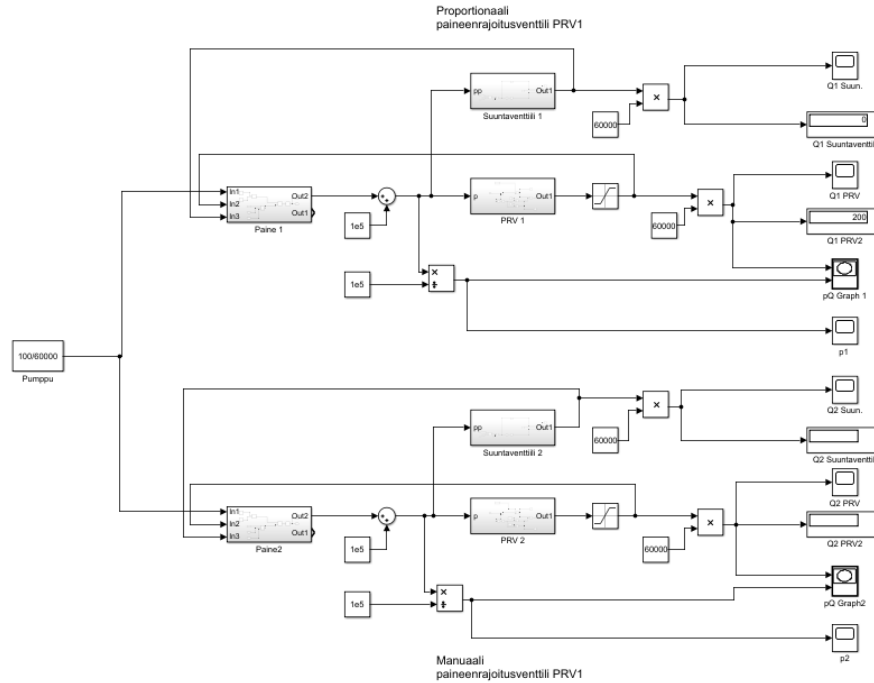 Proportionaali
paineenrajoitusventtiili PRV1
pp
Out1
Suuntaventtiili 1
60000
×
Q1 Suun.
0
Q1 Suuntaventtiili
In1
In2
In3
Out2
Out1
Paine 1
1e5
+
+
p
Out1
PRV 1
60000
×
Q1 PRV
200
Q1 PRV2
1e5
×
÷
pQ Graph 1
p1
100/60000
Pumppu
pp
Out1
Suuntaventtiili 2
60000
×
Q2 Suun.
Q2 Suuntaventtili
In1
In2
In3
Out2
Out1
Paine2
1e5
+
+
p
Out1
PRV 2
60000
×
Q2 PRV
Q2 PRV2
1e5
×
÷
pQ Graph2
p2
Manuaali
paineenrajoitusventtiili PRV1